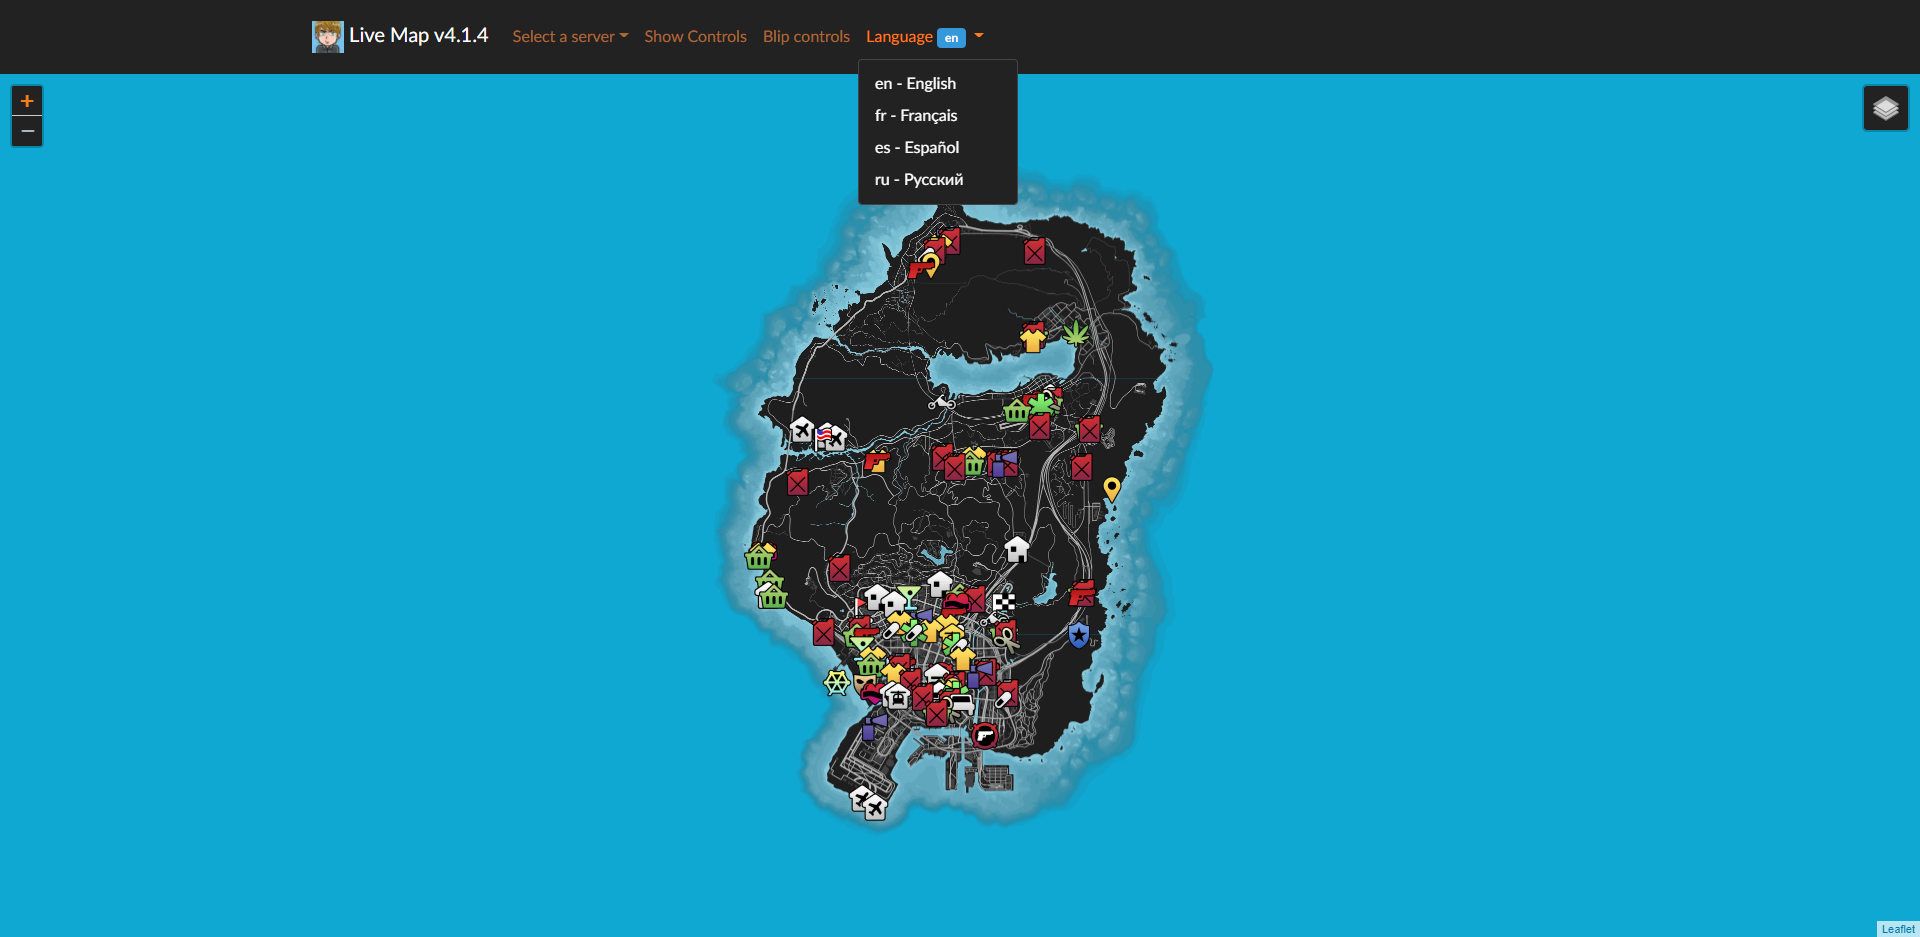 Live Map v4.1.4 Select a server Show Controls Blip controls Language en
en - English
fr - Français
es - Español
ru - Русский
+
−
Leaflet